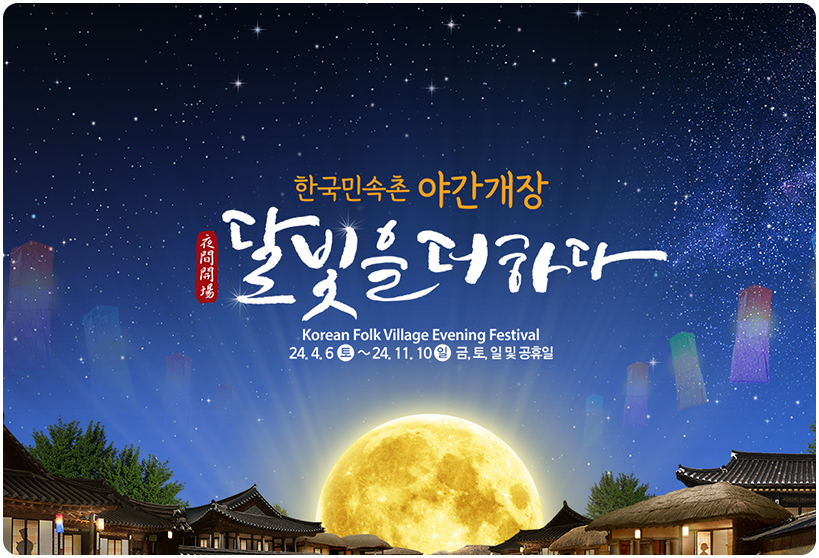 한국민속촌 야간개장
夜間開場
달빛을 더하다
Korean Folk Village Evening Festival
24. 4. 6 토 ~ 24. 11. 10 일 금, 토, 일 및 공휴일